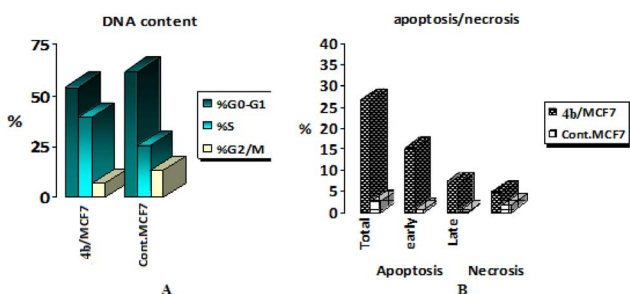 DNA content
75
50
25
0
%
4b/MCF7
Cont.MCF7
%G0-G1
%S
%G2/M
A
apoptosis/necrosis
40
35
30
25
20
15
10
5
0
%
Total
early
Late
Apoptosis Necrosis
4b/MCF7
Cont.MCF7
B